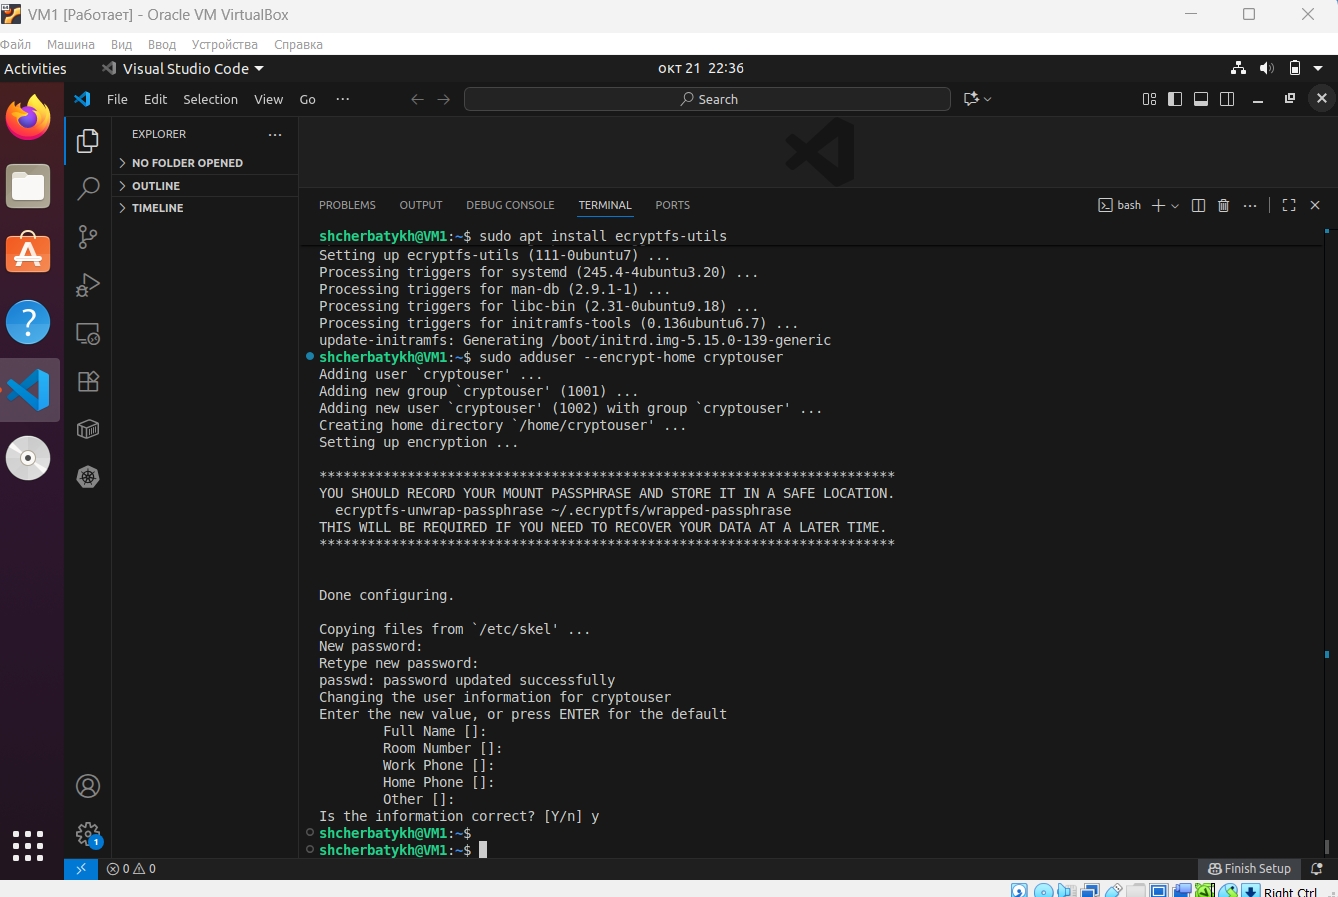 VM1 [Работает] - Oracle VM VirtualBox
Файл Машина Вид Ввод Устройства Справка
Activities Visual Studio Code окт 21 22:36
File Edit Selection View Go ··· Search
EXPLORER ···
NO FOLDER OPENED
OUTLINE
TIMELINE
PROBLEMS OUTPUT DEBUG CONSOLE TERMINAL PORTS bash
shcherbatykh@VM1:~$ sudo apt install ecryptfs-utils
Setting up ecryptfs-utils (111-0ubuntu7) ...
Processing triggers for systemd (245.4-4ubuntu3.20) ...
Processing triggers for man-db (2.9.1-1) ...
Processing triggers for libc-bin (2.31-0ubuntu9.18) ...
Processing triggers for initramfs-tools (0.136ubuntu6.7) ...
update-initramfs: Generating /boot/initrd.img-5.15.0-139-generic
shcherbatykh@VM1:~$ sudo adduser --encrypt-home cryptouser
Adding user `cryptouser' ...
Adding new group `cryptouser' (1001) ...
Adding new user `cryptouser' (1002) with group `cryptouser' ...
Creating home directory `/home/cryptouser' ...
Setting up encryption ...
************************************************************************
YOU SHOULD RECORD YOUR MOUNT PASSPHRASE AND STORE IT IN A SAFE LOCATION.
ecryptfs-unwrap-passphrase ~/.ecryptfs/wrapped-passphrase
THIS WILL BE REQUIRED IF YOU NEED TO RECOVER YOUR DATA AT A LATER TIME.
************************************************************************
Done configuring.
Copying files from `/etc/skel' ...
New password:
Retype new password:
passwd: password updated successfully
Changing the user information for cryptouser
Enter the new value, or press ENTER for the default
Full Name []:
Room Number []:
Work Phone []:
Home Phone []:
Other []:
Is the information correct? [Y/n] y
shcherbatykh@VM1:~$
shcherbatykh@VM1:~$
1
0 0 Finish Setup
Right Ctrl